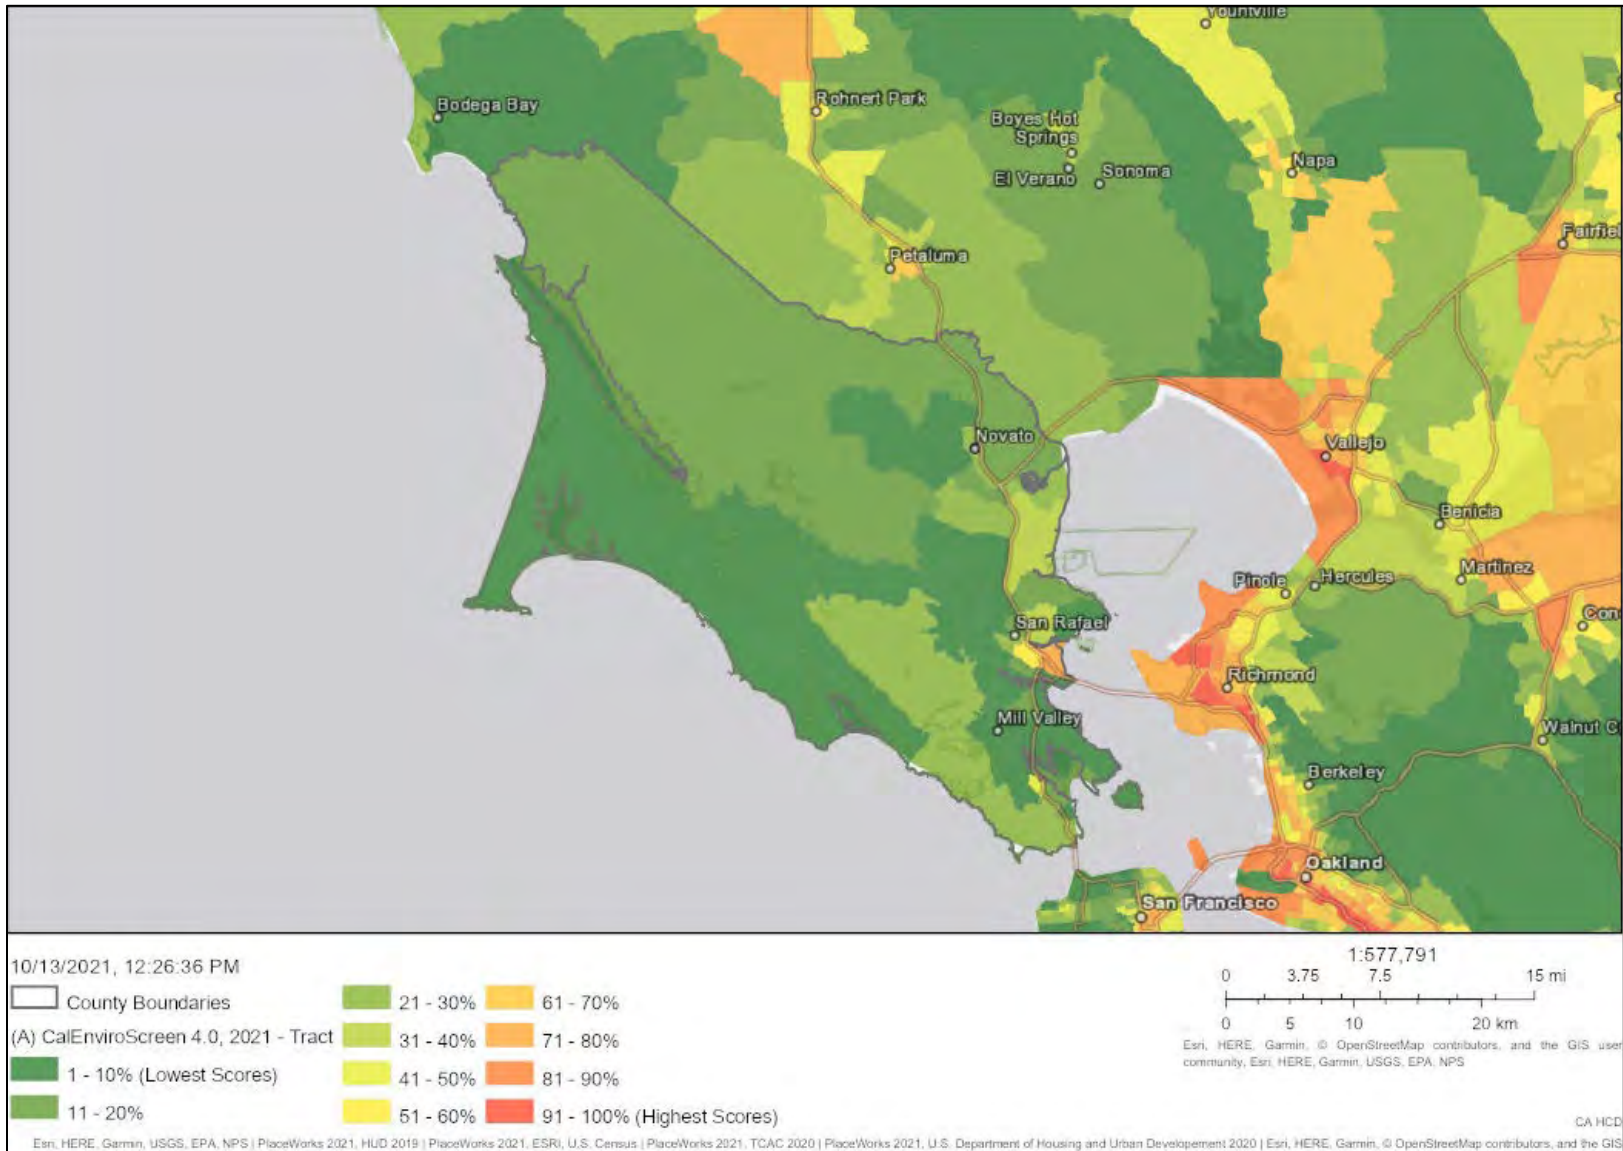 Yountville
Bodega Bay
Rohnert Park
Boyes Hot
Springs
Napa
El Verano
Sonoma
Fairfiel
Petaluma
Novato
Vallejo
Benicia
Pinole
Hercules
Martinez
San Rafael
Con
Richmond
Mill Valley
Walnut C
Berkeley
Oakland
San Francisco
10/13/2021, 12:26:36 PM
County Boundaries
(A) CalEnviroScreen 4.0, 2021 - Tract
1 - 10% (Lowest Scores)
11 - 20%
21 - 30%
31 - 40%
41 - 50%
51 - 60%
61 - 70%
71 - 80%
81 - 90%
91 - 100% (Highest Scores)
1:577,791
0 3.75 7.5 15 mi
0 5 10 20 km
Esri, HERE, Garmin, © OpenStreetMap contributors, and the GIS user
community, Esri, HERE, Garmin, USGS, EPA, NPS
CA HCD
Esri, HERE, Garmin, USGS, EPA, NPS | PlaceWorks 2021, HUD 2019 | PlaceWorks 2021, ESRI, U.S. Census | PlaceWorks 2021, TCAC 2020 | PlaceWorks 2021, U.S. Department of Housing and Urban Developement 2020 | Esri, HERE, Garmin, © OpenStreetMap contributors, and the GIS